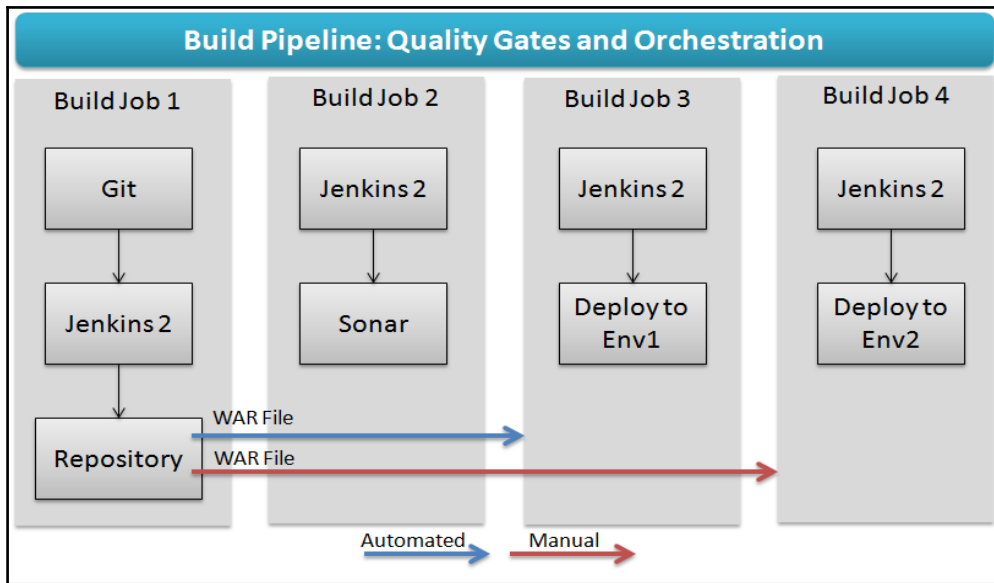 Build Pipeline: Quality Gates and Orchestration
Build Job 1
Git
Jenkins 2
Repository
Build Job 2
Jenkins 2
Sonar
Build Job 3
Jenkins 2
Deploy to
Env1
Build Job 4
Jenkins 2
Deploy to
Env2
WAR File
WAR File
Automated
Manual